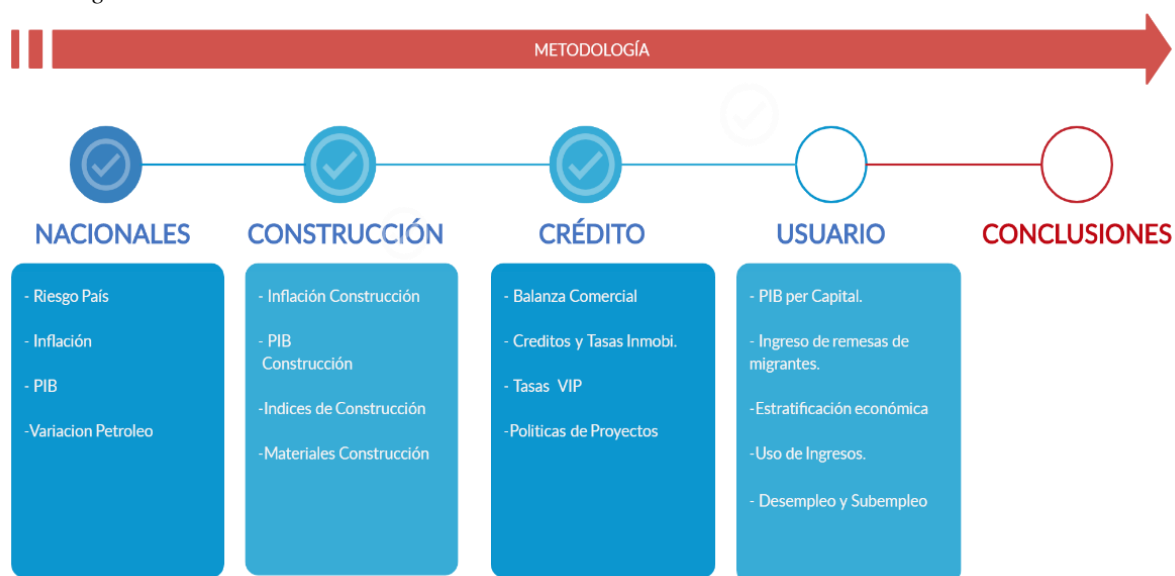 METODOLOGÍA
NACIONALES
- Riesgo País
- Inflación
- PIB
-Variacion Petroleo
CONSTRUCCIÓN
- Inflación Construcción
- PIB
Construcción
-Indices de Construcción
-Materiales Construcción
CRÉDITO
- Balanza Comercial
- Creditos y Tasas Inmobi.
- Tasas VIP
-Politicas de Proyectos
USUARIO
- PIB per Capital.
- Ingreso de remesas de
migrantes.
-Estratificación económica
-Uso de Ingresos.
- Desempleo y Subempleo
CONCLUSIONES